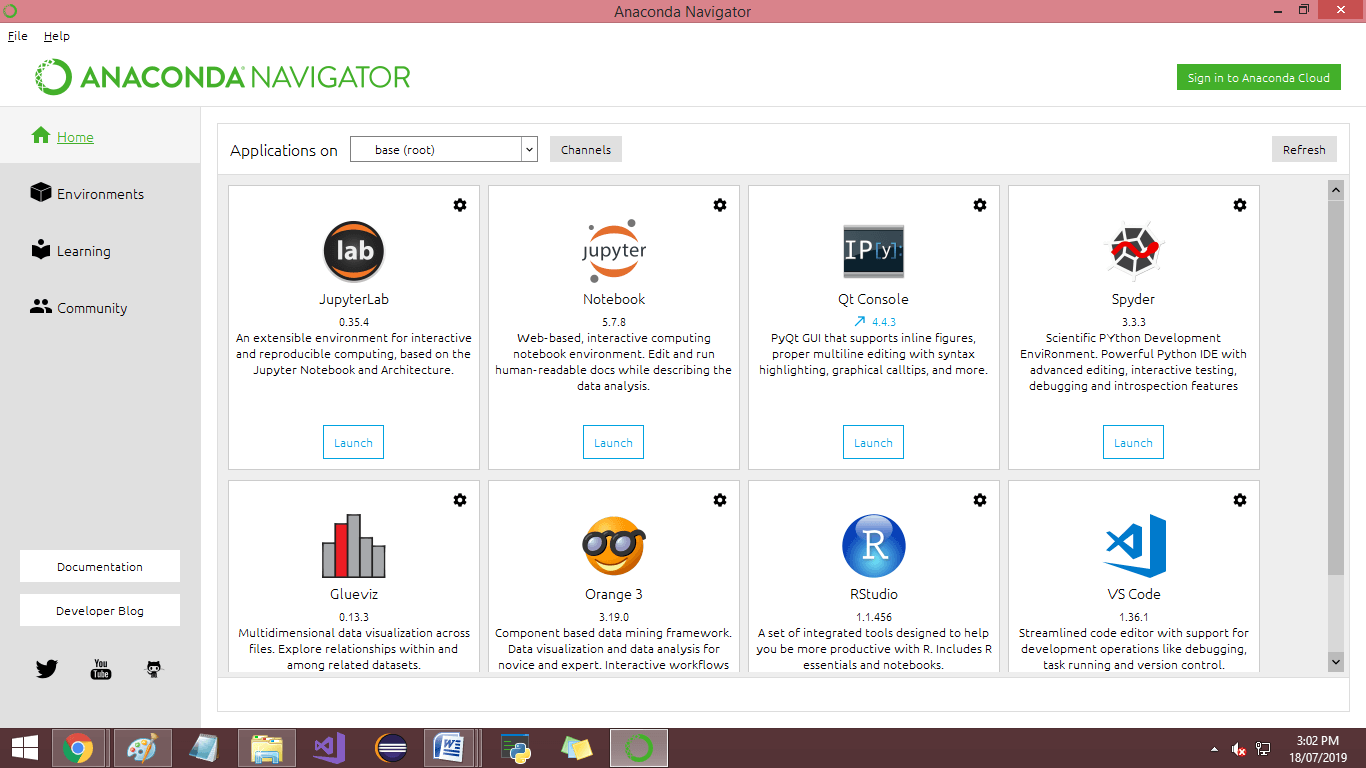 Anaconda Navigator
File Help
ANACONDA NAVIGATOR
Sign in to Anaconda Cloud
Home
Environments
Learning
Community
Documentation
Developer Blog
You
Tube
Applications on base (root) Channels Refresh
lab
JupyterLab
0.35.4
An extensible environment for interactive
and reproducible computing, based on the
Jupyter Notebook and Architecture.
Launch
jupyter
Notebook
5.7.8
Web-based, interactive computing
notebook environment. Edit and run
human-readable docs while describing the
data analysis.
Launch
IP[y]:
Qt Console
4.4.3
PyQt GUI that supports inline figures,
proper multiline editing with syntax
highlighting, graphical calltips, and more.
Launch
Spyder
3.3.3
Scientific PYthon Development
EnviRonment. Powerful Python IDE with
advanced editing, interactive testing,
debugging and introspection features
Launch
Glueviz
0.13.3
Multidimensional data visualization across
files. Explore relationships within and
among related datasets.
Orange 3
3.19.0
Component based data mining framework.
Data visualization and data analysis for
novice and expert. Interactive workflows
R
RStudio
1.1.456
A set of integrated tools designed to help
you be more productive with R. Includes R
essentials and notebooks.
VS Code
1.36.1
Streamlined code editor with support for
development operations like debugging,
task running and version control.
W
3:02 PM
18/07/2019